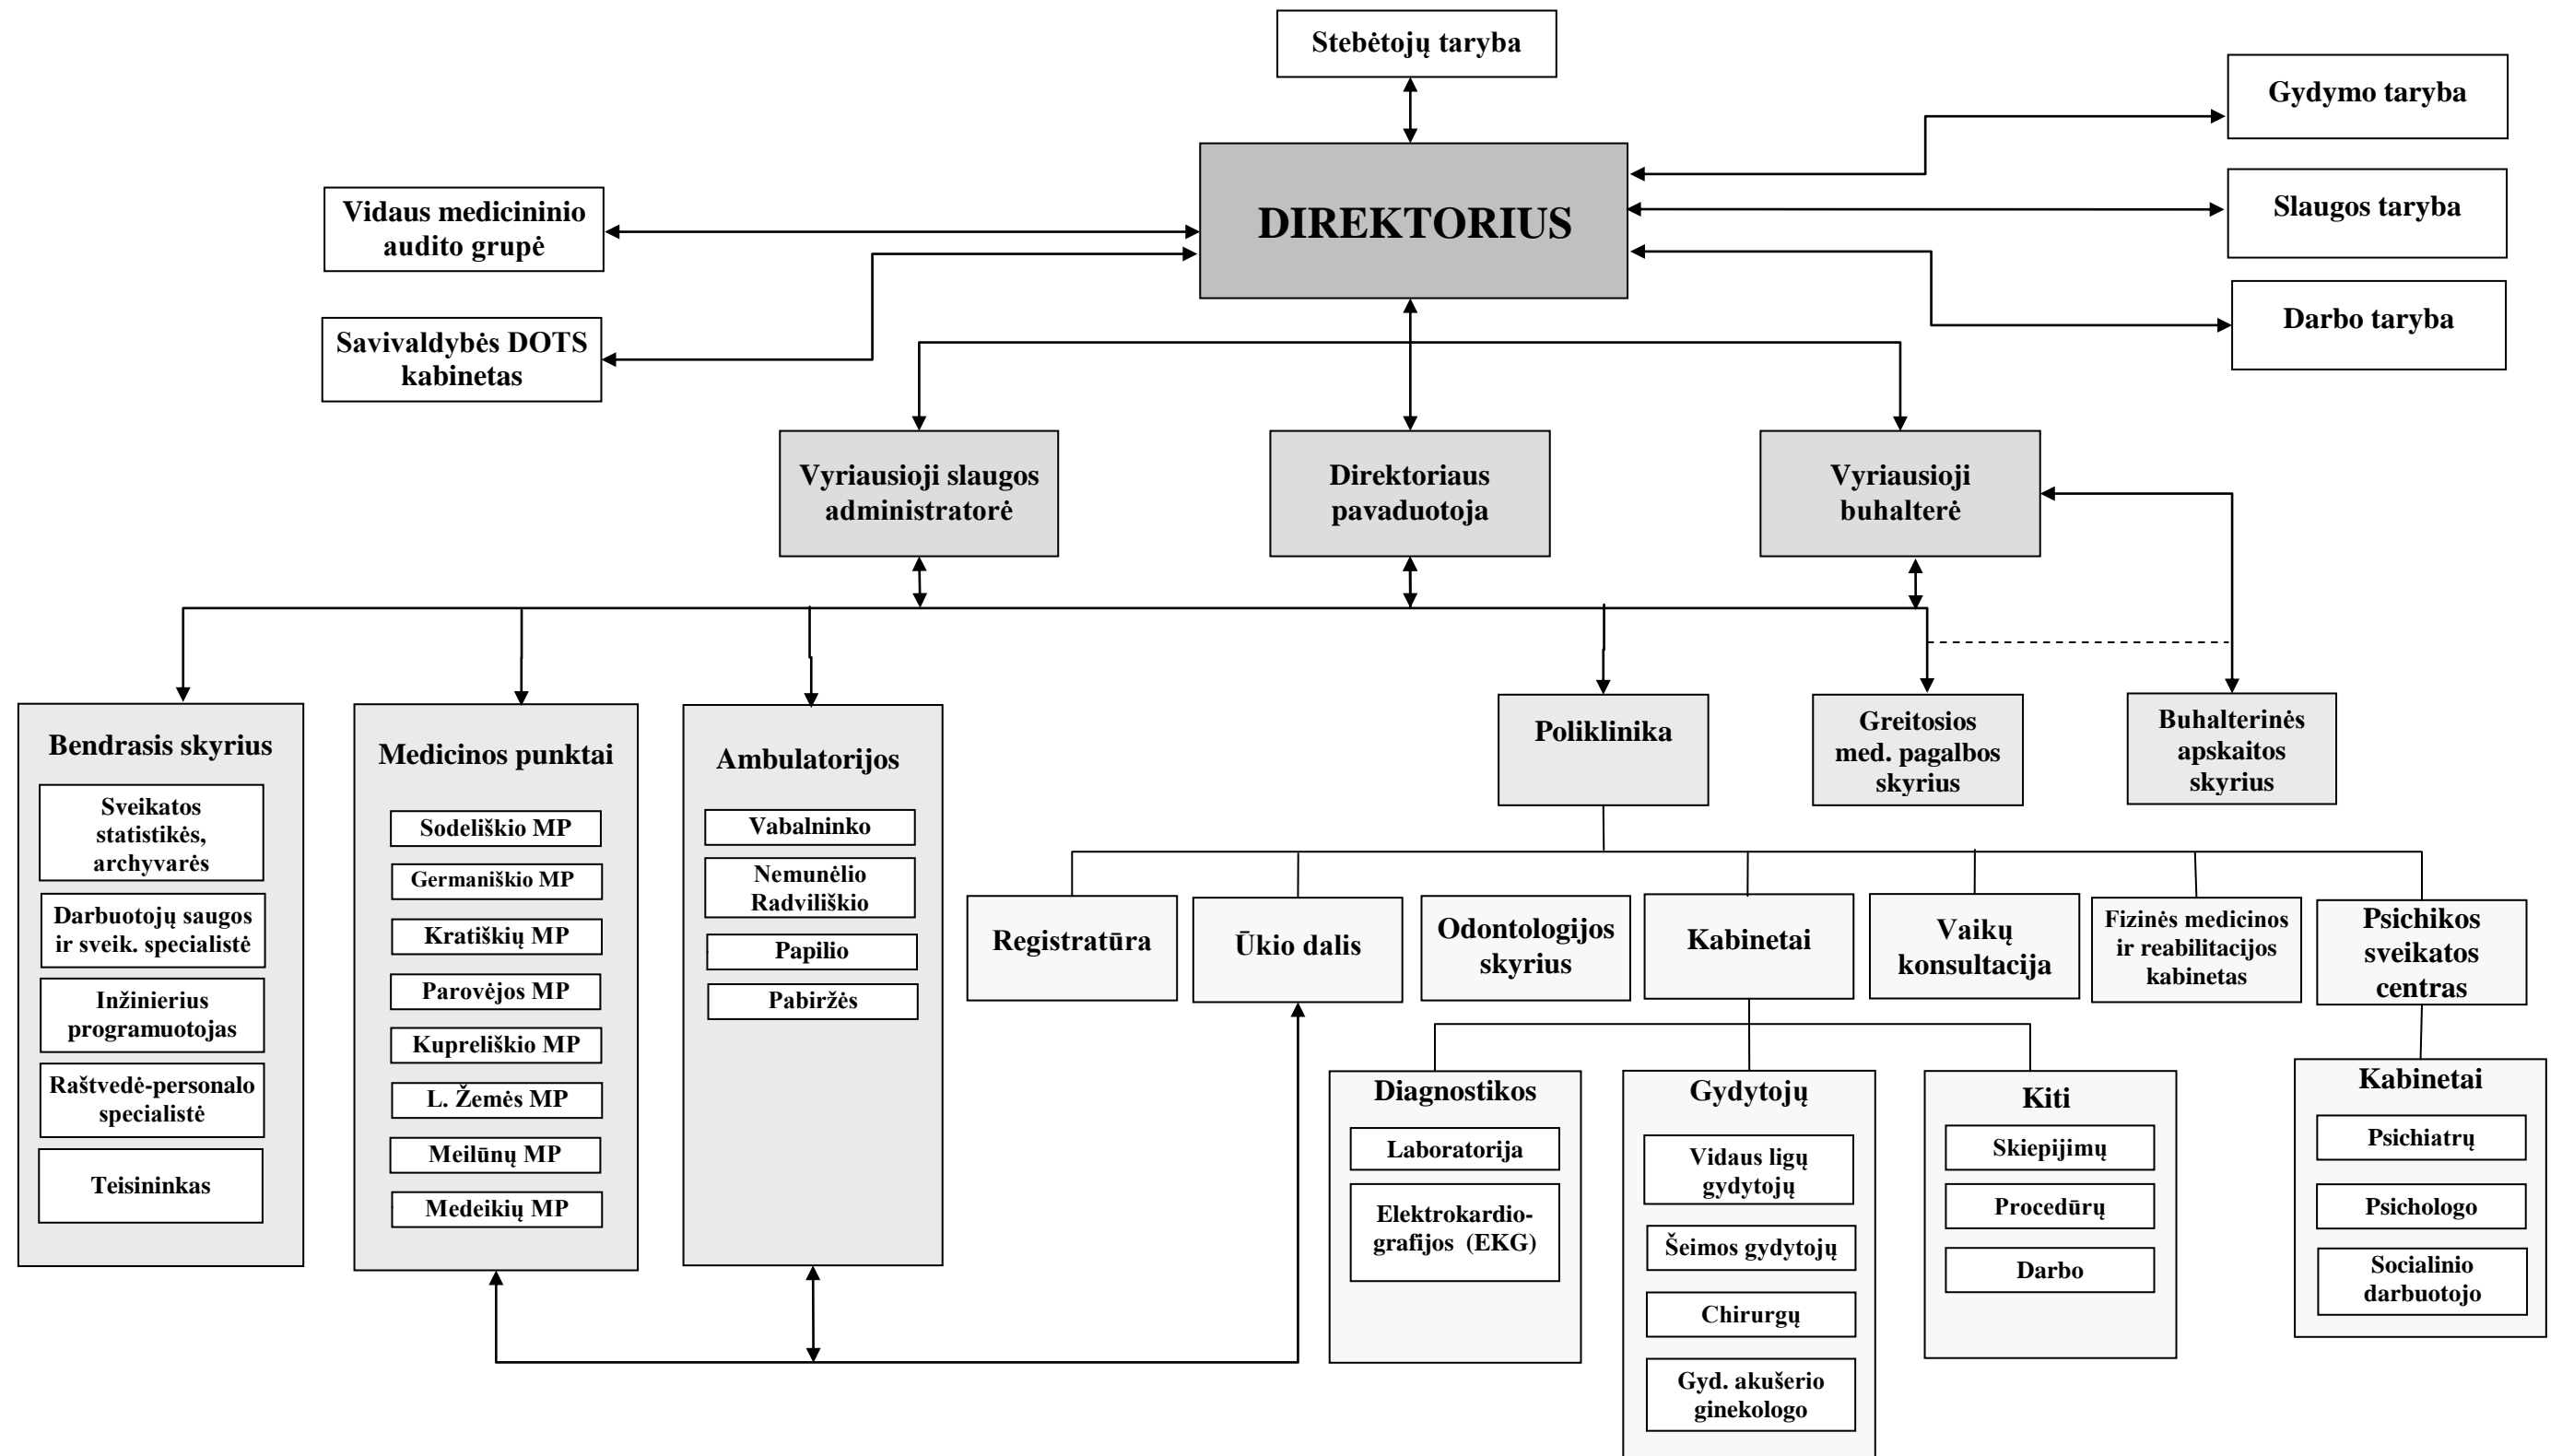 Stebėtojų taryba
Gydymo taryba
DIREKTORIUS
Vidaus medicininio
audito grupė
Slaugos taryba
Savivaldybės DOTS
kabinetas
Darbo taryba
Vyriausioji slaugos
administratorė
Direktoriaus
pavaduotoja
Vyriausioji
buhalterė
Bendrasis skyrius
Sveikatos
statistikės,
archyvarės
Darbuotojų saugos
ir sveik. specialistė
Inžinierius
programuotojas
Raštvedė-personalo
specialistė
Teisininkas
Medicinos punktai
Sodeliškio MP
Germaniškio MP
Kratiškių MP
Parovėjos MP
Kupreliškio MP
L. Žemės MP
Meilūnų MP
Medeikių MP
Ambulatorijos
Vabalninko
Nemunėlio
Radviliškio
Papilio
Pabiržės
Poliklinika
Greitosios
med. pagalbos
skyrius
Buhalterinės
apskaitos
skyrius
Registratūra
Ūkio dalis
Odontologijos
skyrius
Kabinetai
Vaikų
konsultacija
Fizinės medicinos
ir reabilitacijos
kabinetas
Psichikos
sveikatos
centras
Diagnostikos
Laboratorija
Elektrokardio-
grafijos (EKG)
Gydytojų
Vidaus ligų
gydytojų
Šeimos gydytojų
Chirurgų
Gyd. akušerio
ginekologo
Kiti
Skiepijimų
Procedūrų
Darbo
Kabinetai
Psichiatrų
Psichologo
Socialinio
darbuotojo